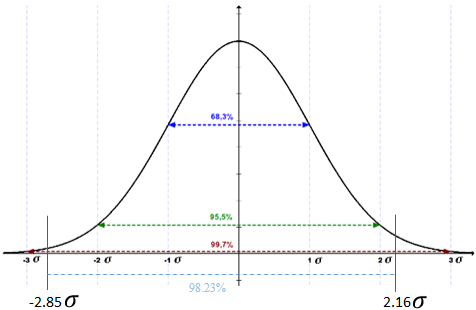 68,3%
95,5%
99,7%
-3 σ -2 σ -1 σ 1 σ 2 σ 3 σ
98.23%
-2.85σ 2.16σ